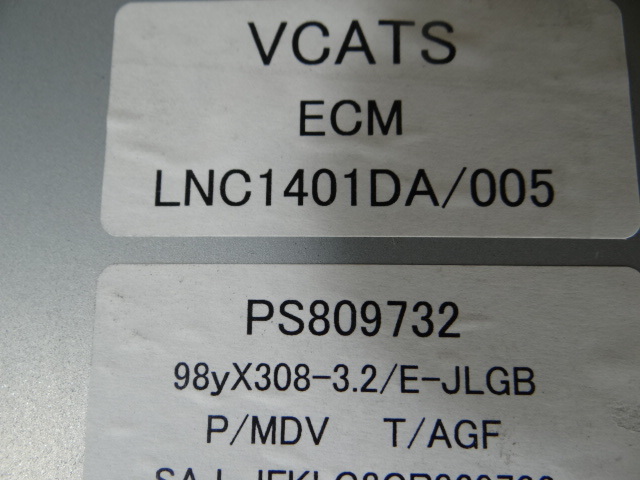 VCATS
ECM
LNC1401DA/005
PS809732
98yX308-3.2/E-JLGB
P/MDV T/AGF